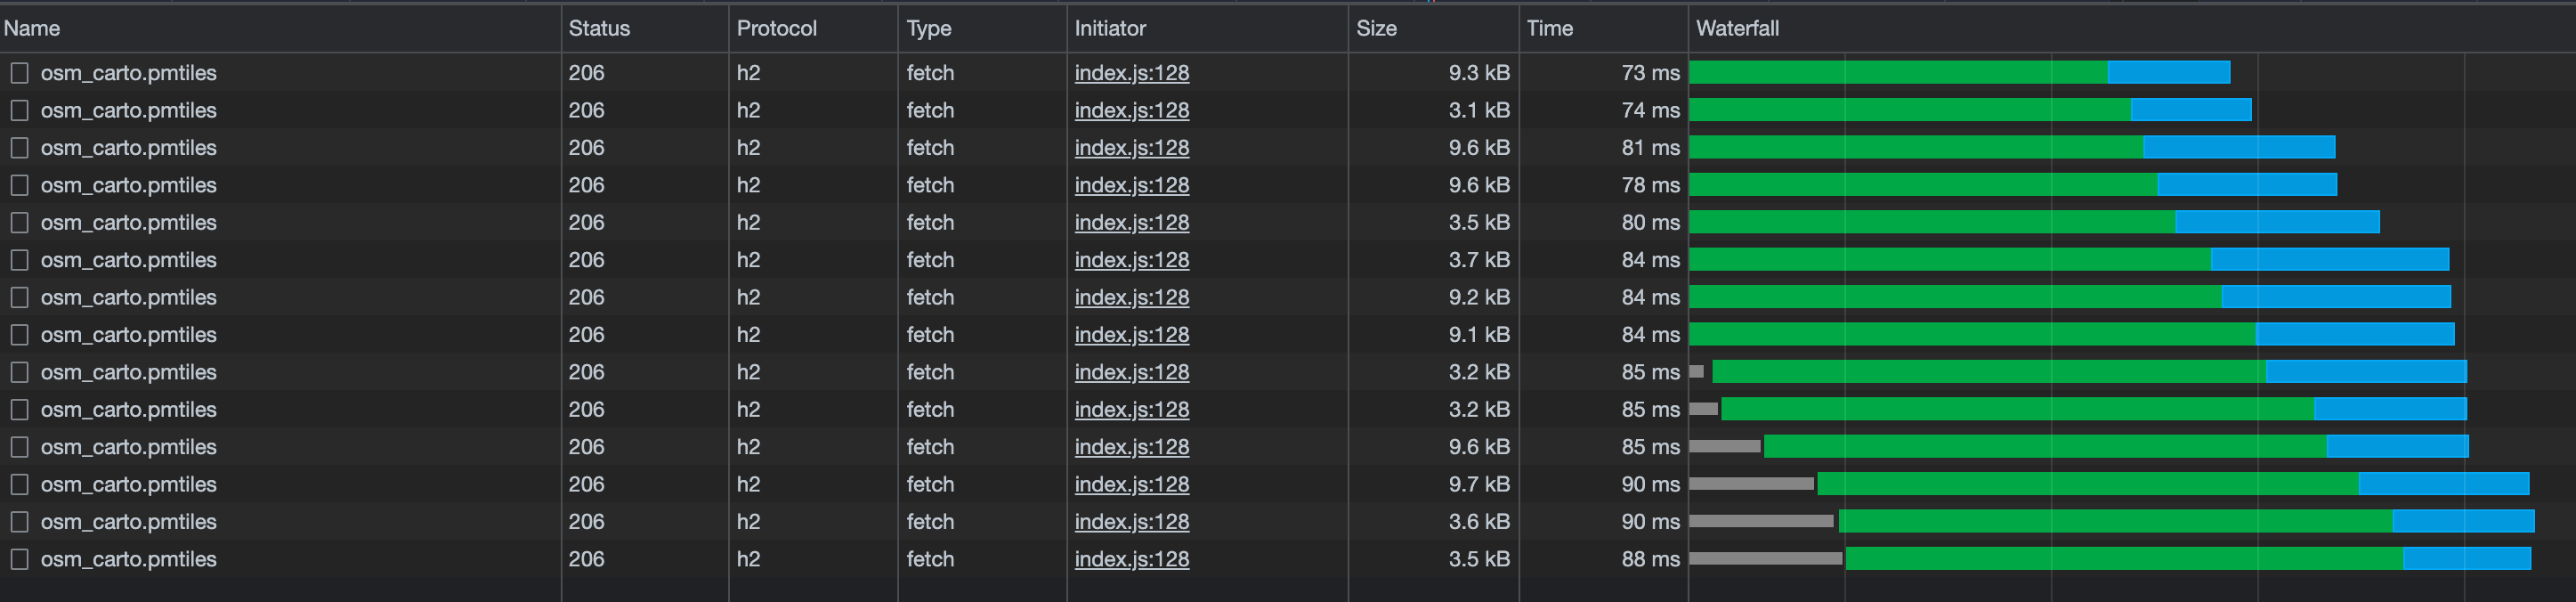 Name Status Protocol Type Initiator Size Time Waterfall
osm_carto.pmtiles 206 h2 fetch index.js:128 9.3 kB 73 ms
osm_carto.pmtiles 206 h2 fetch index.js:128 3.1 kB 74 ms
osm_carto.pmtiles 206 h2 fetch index.js:128 9.6 kB 81 ms
osm_carto.pmtiles 206 h2 fetch index.js:128 9.6 kB 78 ms
osm_carto.pmtiles 206 h2 fetch index.js:128 3.5 kB 80 ms
osm_carto.pmtiles 206 h2 fetch index.js:128 3.7 kB 84 ms
osm_carto.pmtiles 206 h2 fetch index.js:128 9.2 kB 84 ms
osm_carto.pmtiles 206 h2 fetch index.js:128 9.1 kB 84 ms
osm_carto.pmtiles 206 h2 fetch index.js:128 3.2 kB 85 ms
osm_carto.pmtiles 206 h2 fetch index.js:128 3.2 kB 85 ms
osm_carto.pmtiles 206 h2 fetch index.js:128 9.6 kB 85 ms
osm_carto.pmtiles 206 h2 fetch index.js:128 9.7 kB 90 ms
osm_carto.pmtiles 206 h2 fetch index.js:128 3.6 kB 90 ms
osm_carto.pmtiles 206 h2 fetch index.js:128 3.5 kB 88 ms